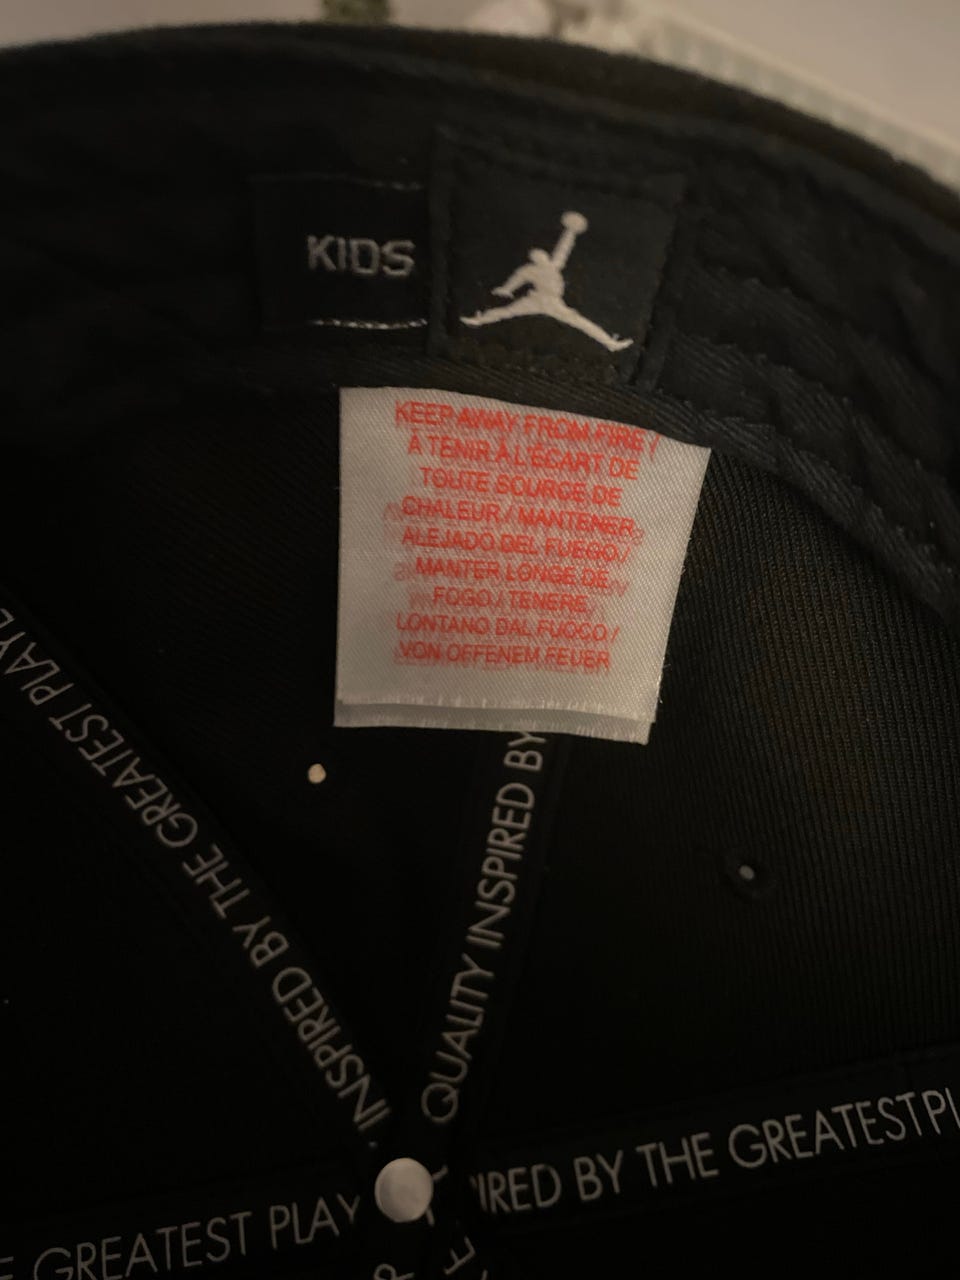 KIDS
KEEP AWAY FROM FIRE /
À TENIR À L'ÉCART DE
TOUTE SOURCE DE
CHALEUR / MANTENER
ALEJADO DEL FUEGO /
MANTER LONGE DE
FOGO / TENERE
LONTANO DAL FUOCO /
VON OFFENEM FEUER
INSPIRED BY THE GREATEST PLAYE
QUALITY INSPIRED BY
IRED BY THE GREATEST PL
GREATEST PLAY